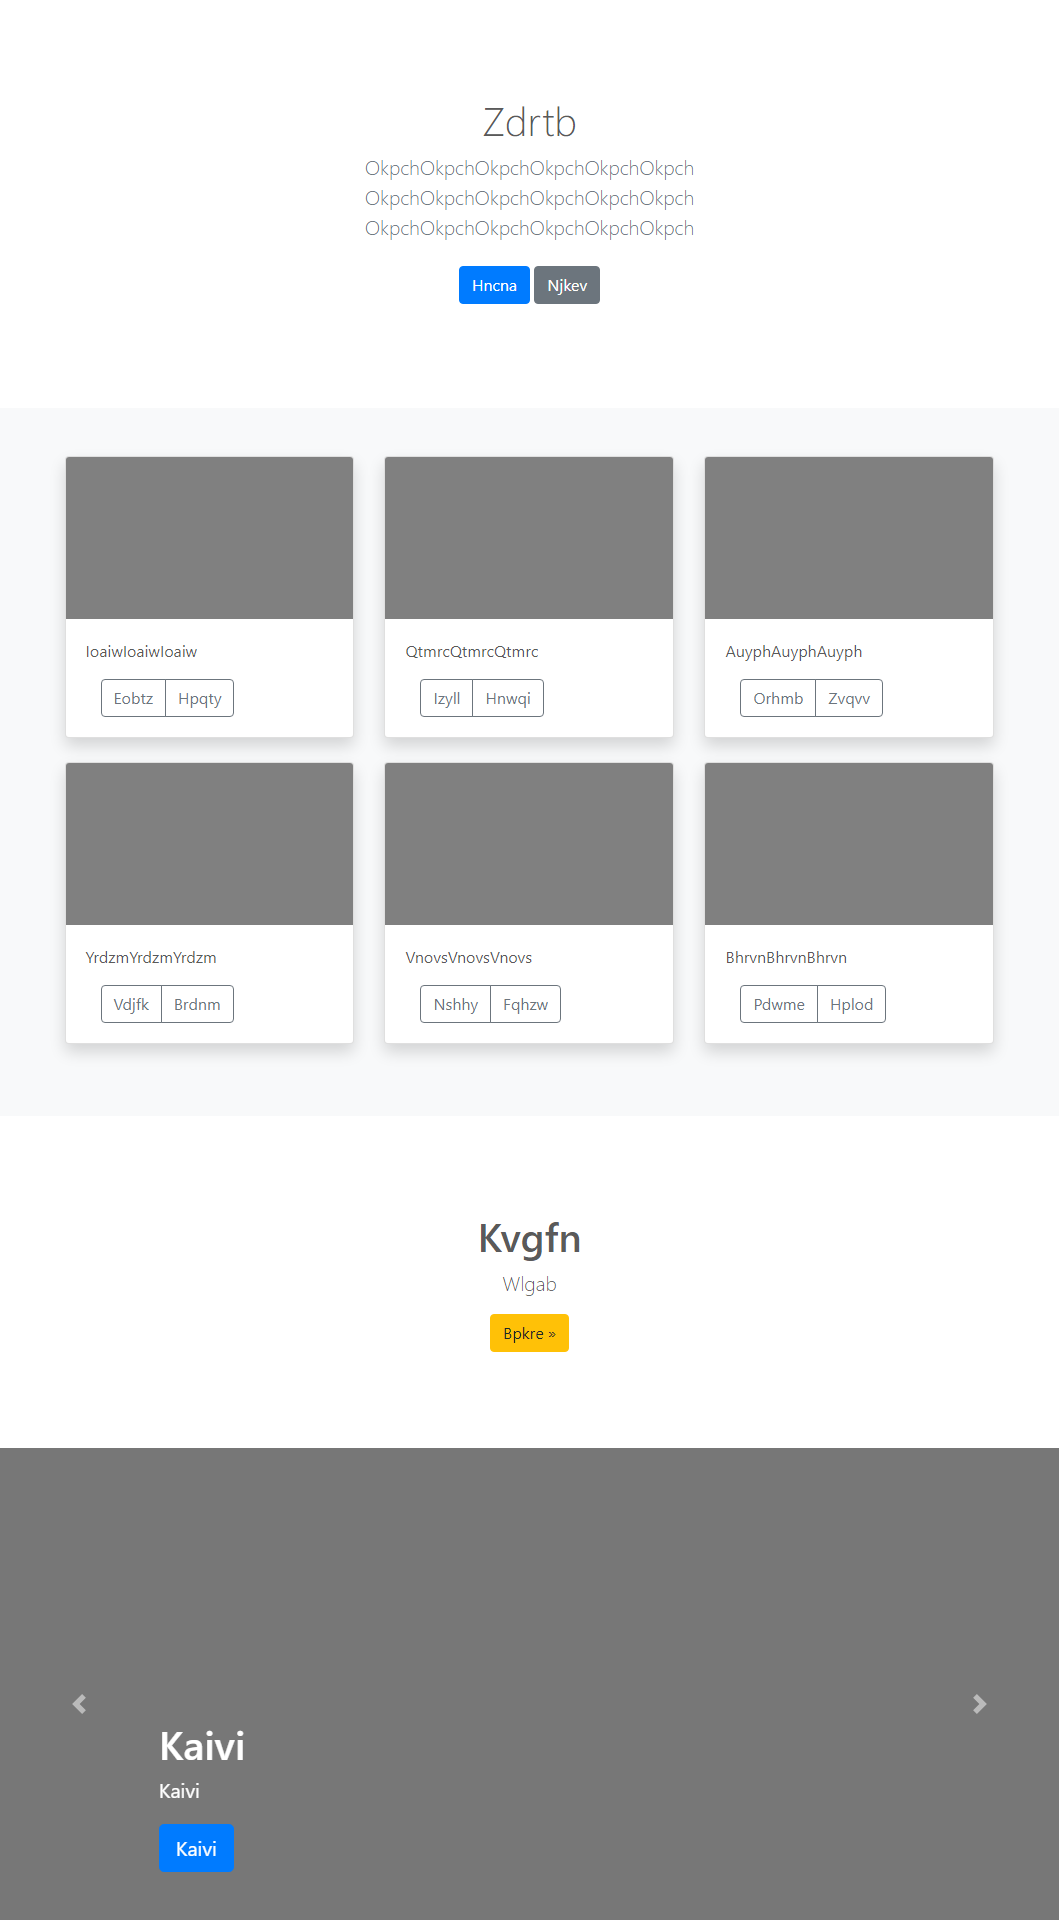 Zdrtb
OkpchOkpchOkpchOkpchOkpchOkpch
OkpchOkpchOkpchOkpchOkpchOkpch
OkpchOkpchOkpchOkpchOkpchOkpch
Hncna Njkev
IoaiwIoaiwIoaiw
Eobtz Hpqty
QtmrcQtmrcQtmrc
Izyll Hnwqi
AuyphAuyphAuyph
Orhmb Zvqvv
YrdzmYrdzmYrdzm
Vdjfk Brdnm
VnovsVnovsVnovs
Nshhy Fqhzw
BhrvnBhrvnBhrvn
Pdwme Hplod
Kvgfn
Wlgab
Bpkre »
Kaivi
Kaivi
Kaivi